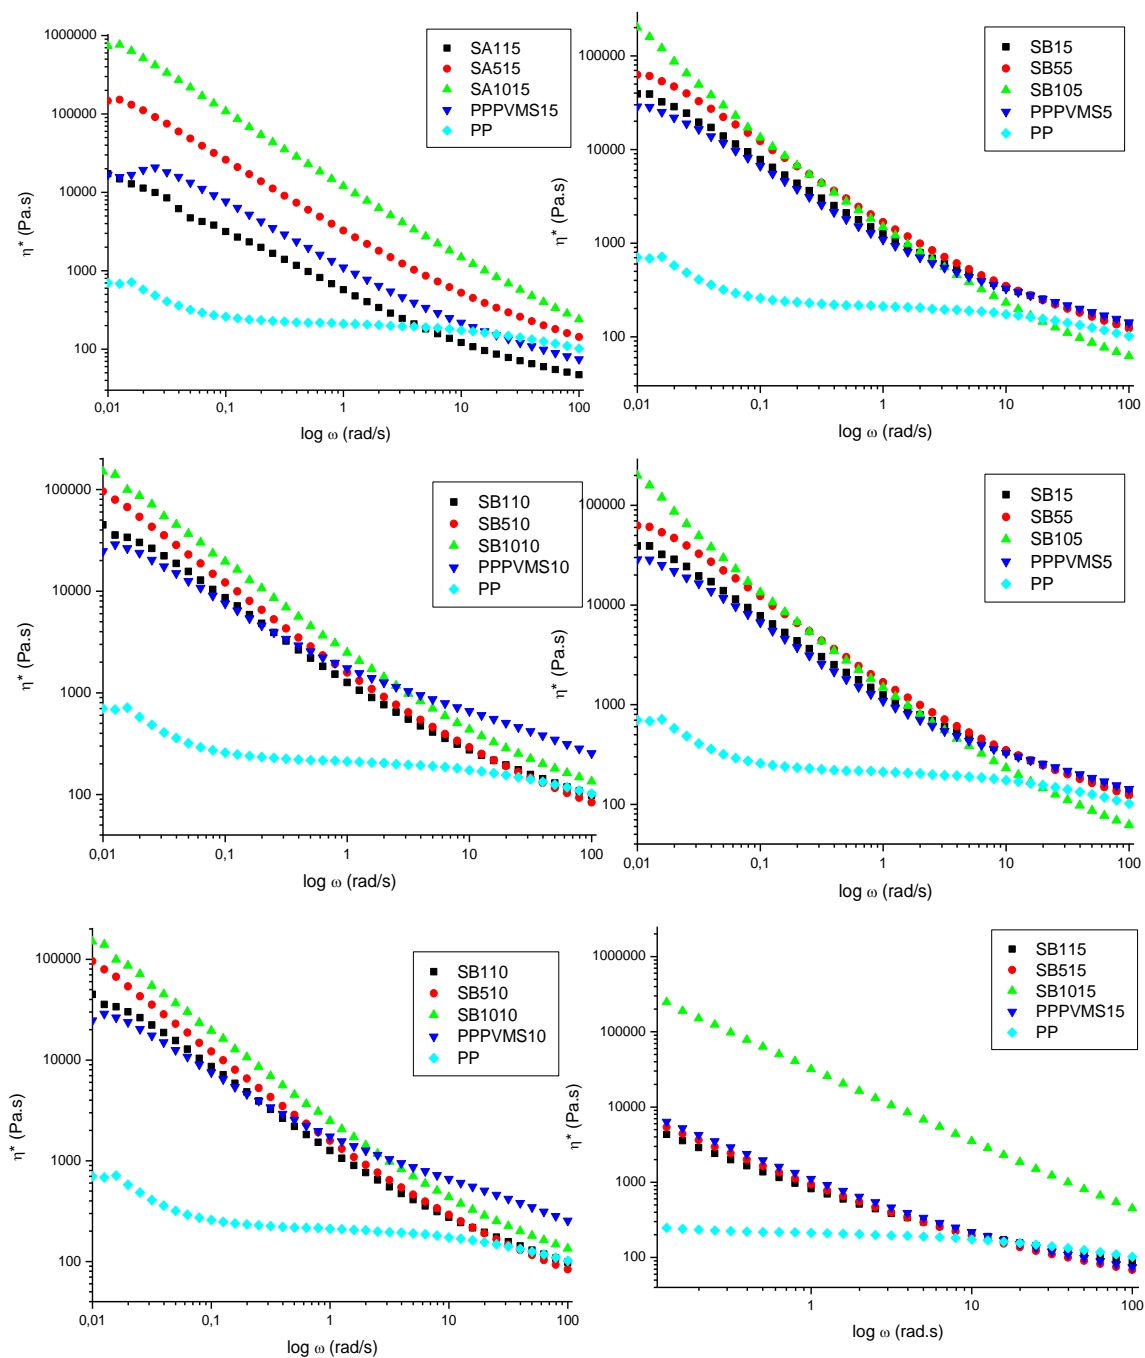 1000000
100000
10000
1000
100
η* (Pa.s)
SA115
SA515
SA1015
PPPVMS15
PP
0,01
0,1
1
10
100
log ω (rad/s)
100000
10000
1000
100
η* (Pa.s)
SB15
SB55
SB105
PPPVMS5
PP
0,01
0,1
1
10
100
log ω (rad/s)
100000
10000
1000
100
η* (Pa.s)
SB110
SB510
SB1010
PPPVMS10
PP
0,01
0,1
1
10
100
log ω (rad/s)
100000
10000
1000
100
η* (Pa.s)
SB15
SB55
SB105
PPPVMS5
PP
0,01
0,1
1
10
100
log ω (rad/s)
100000
10000
1000
100
η* (Pa.s)
SB110
SB510
SB1010
PPPVMS10
PP
0,01
0,1
1
10
100
log ω (rad/s)
1000000
100000
10000
1000
100
η* (Pa.s)
SB115
SB515
SB1015
PPPVMS15
PP
1
10
100
log ω (rad.s)